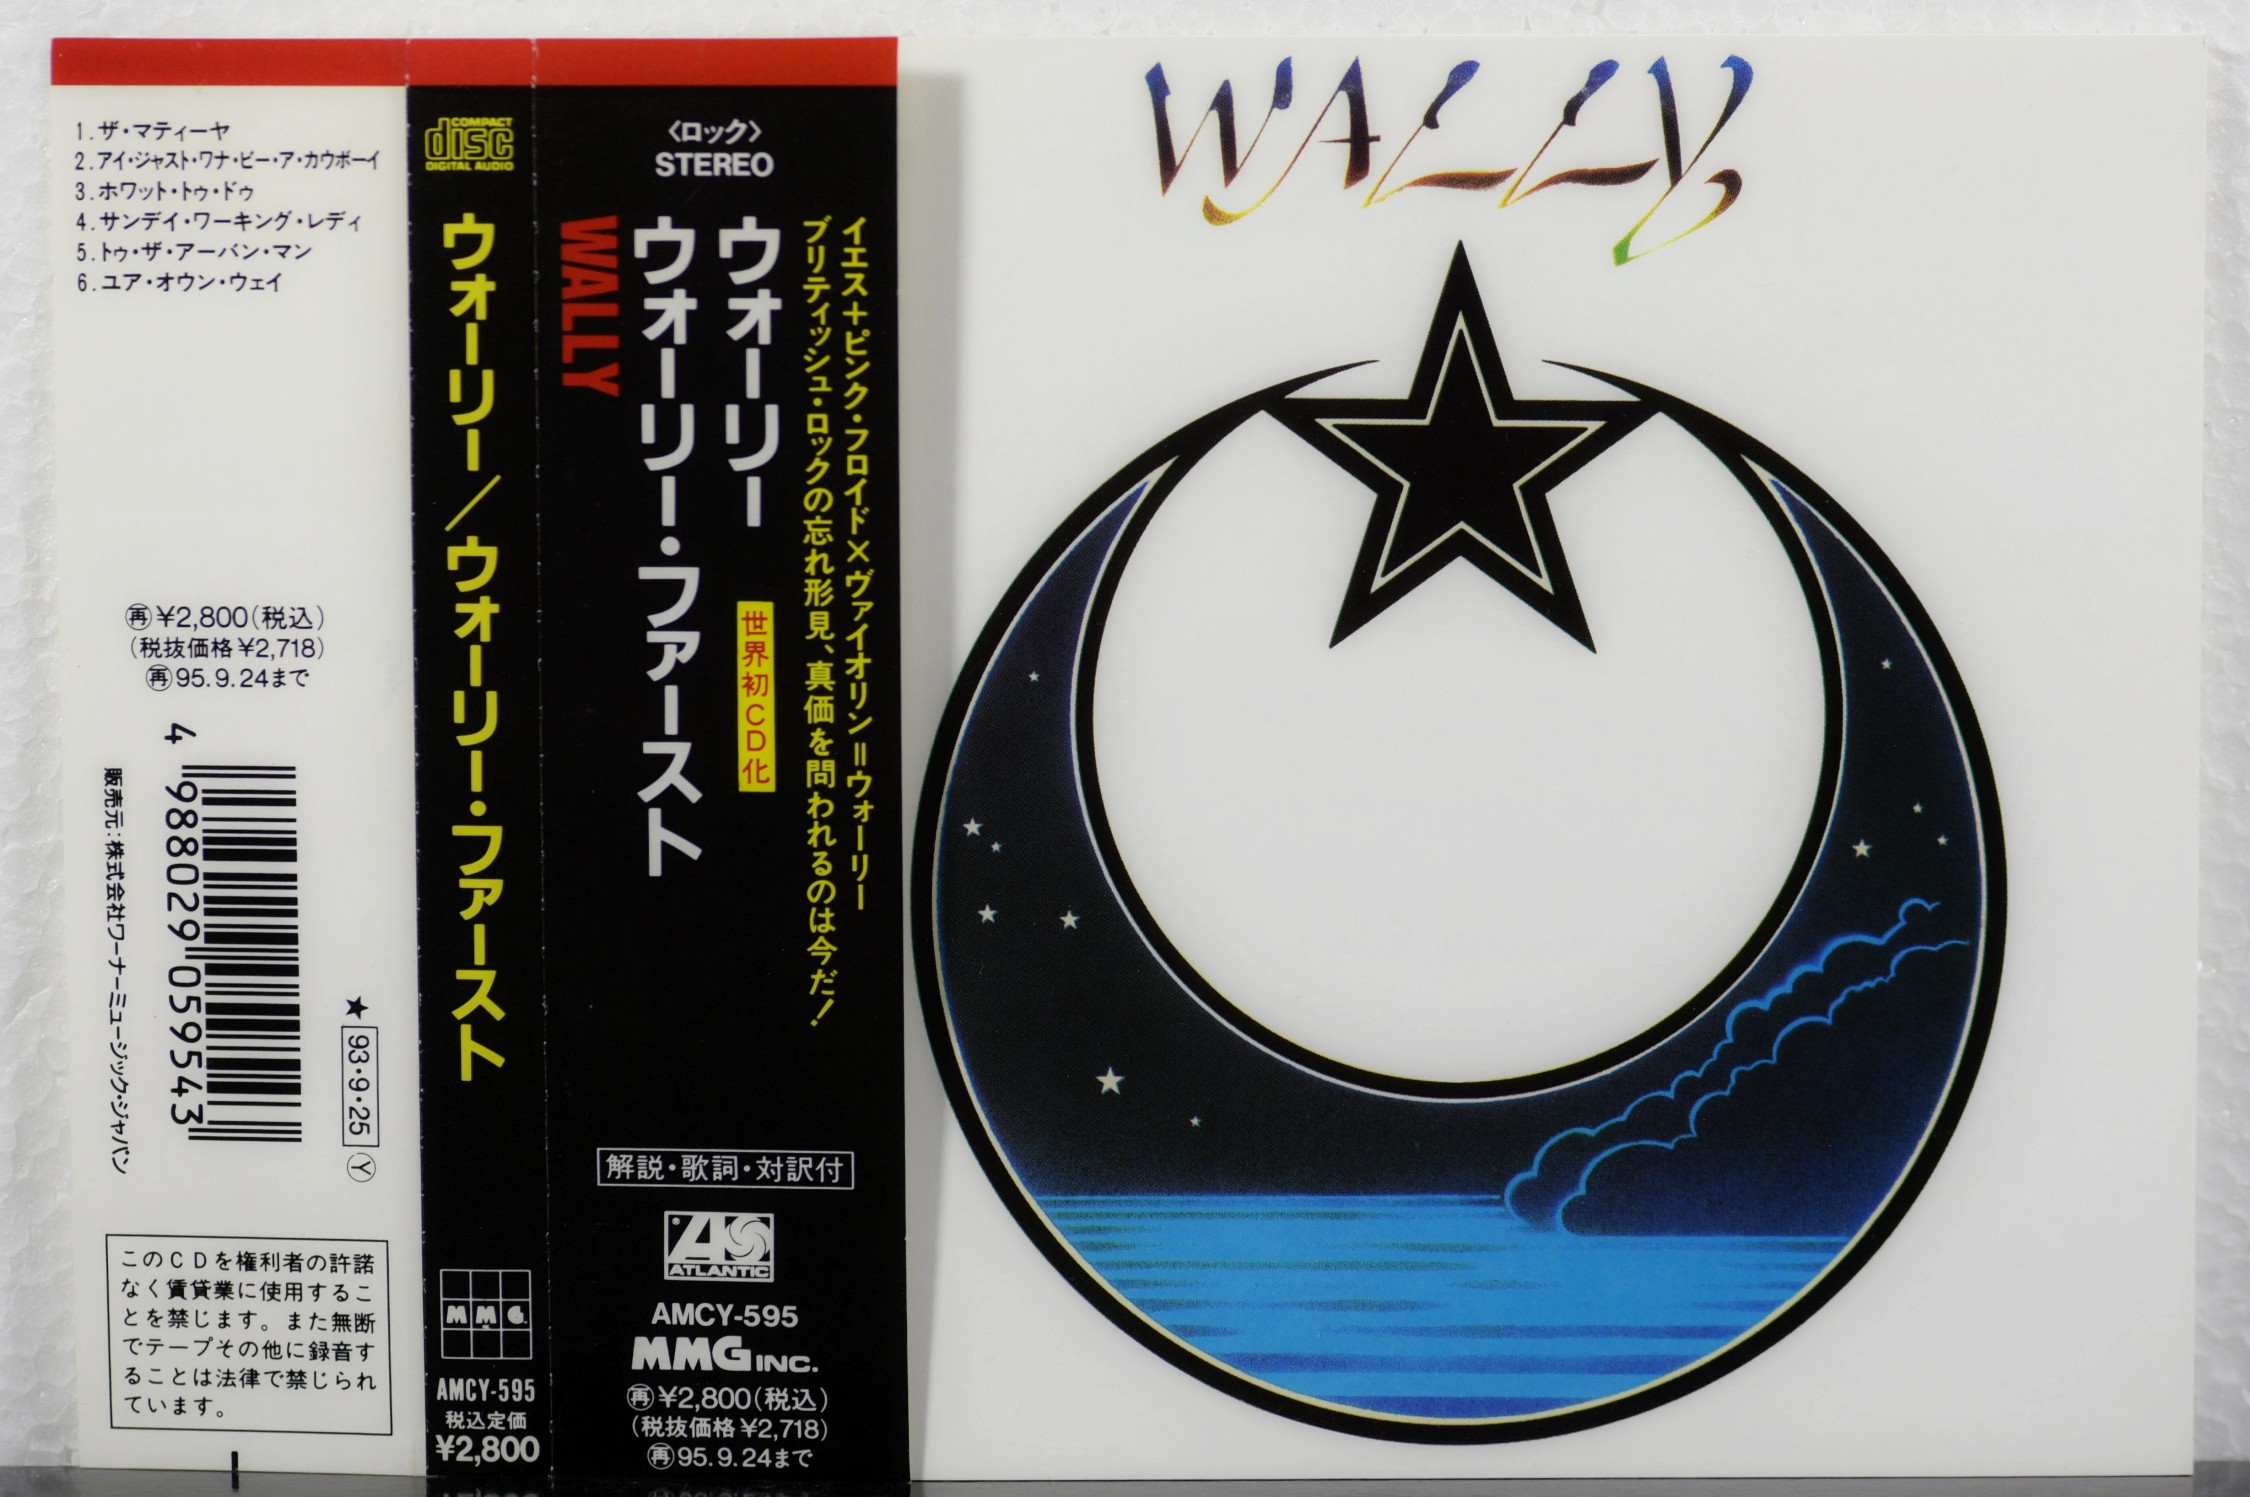 1.ザ・マティーヤ
2.アイ・ジャスト・ワナ・ビー・ア・カウボーイ
3.ホワット・トゥ・ドゥ
4.サンデイ・ワーキング・レディ
5.トゥ・ザ・アーバン・マン
6.ユア・オウン・ウェイ
再¥2,800(税込)
(税抜価格¥2,718)
再95.9.24まで
4 988029 059543
販売元:株式会社ワーナーミュージック・ジャパン
★93・9・25 Y
このCDを権利者の許諾
なく賃貸業に使用するこ
とを禁じます。また無断
でテープその他に録音す
ることは法律で禁じられ
ています。
COMPACT
disc
DIGITAL AUDIO
ウォーリー/ウォーリー・ファースト
MMG.
AMCY-595
税込定価
¥2,800
〈ロック〉
STEREO
イエス+ピンク・フロイド×ヴァイオリン=ウォーリー
ブリティッシュ・ロックの忘れ形見、真価を問われるのは今だ!
ウォーリー
世界初CD化
ウォーリー・ファースト
WALLY
解説・歌詞・対訳付
ATLANTIC
AMCY-595
MMG INC.
再¥2,800(税込)
(税抜価格¥2,718)
再95.9.24まで
WALLY